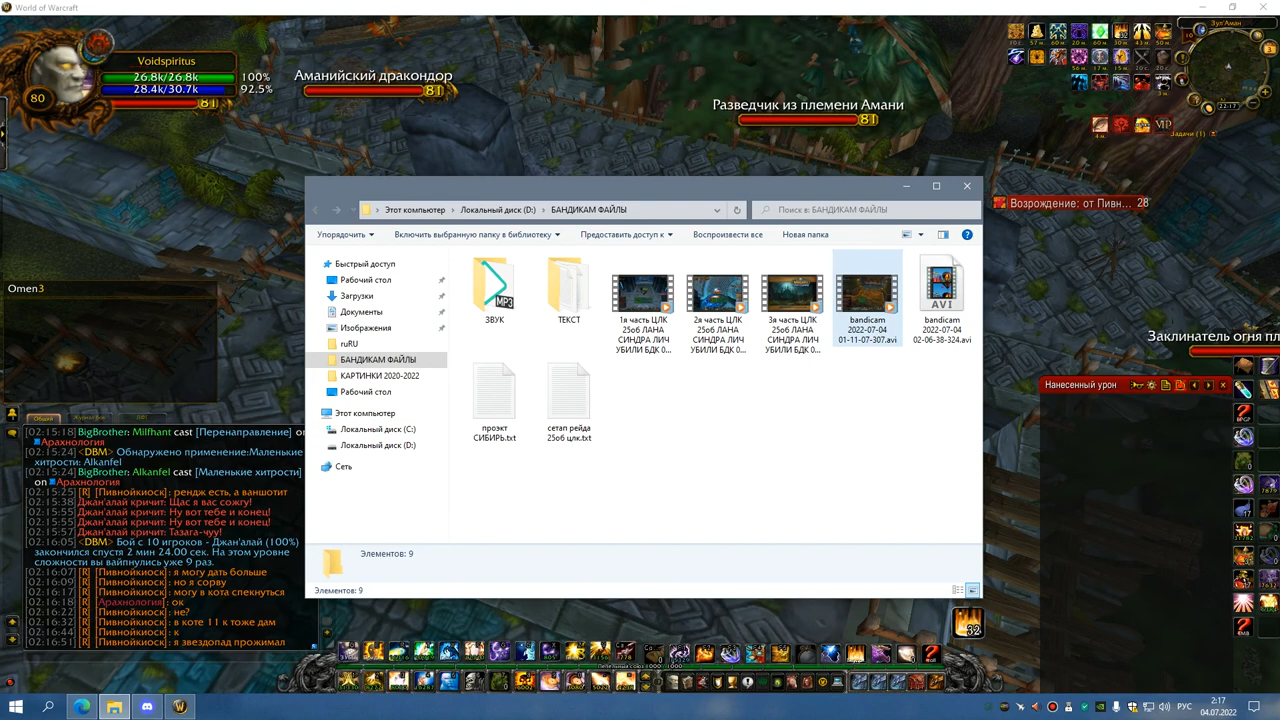 World of Warcraft
Voidspiritus
26.8k/26.8k
100%
28.4k/30.7k
92.5%
81
80
Аманийский дракондор
81
Разведчик из племени Амани
81
Зул'Аман
22:17
VIP
Задачи (1)
Возрождение: от Пивн... 28
Omen3
Этот компьютер
Локальный диск (D:)
БАНДИКАМ ФАЙЛЫ
Поиск в: БАНДИКАМ ФАЙЛЫ
Упорядочить
Включить выбранную папку в библиотеку
Предоставить доступ к
Воспроизвести все
Новая папка
Быстрый доступ
Рабочий стол
Загрузки
Документы
Изображения
ruRU
БАНДИКАМ ФАЙЛЫ
КАРТИНКИ 2020-2022
Рабочий стол
Этот компьютер
Локальный диск (C:)
Локальный диск (D:)
Сеть
MP3
ЗВУК
ТЕКСТ
1я часть ЦЛК
25об ЛАНА
СИНДРА ЛИЧ
УБИЛИ БДК 0...
2я часть ЦЛК
25об ЛАНА
СИНДРА ЛИЧ
УБИЛИ БДК 0...
3я часть ЦЛК
25об ЛАНА
СИНДРА ЛИЧ
УБИЛИ БДК 0...
bandicam
2022-07-04
01-11-07-307.avi
AVI
bandicam
2022-07-04
02-06-38-324.avi
проэкт
СИБИРЬ.txt
сетап рейда
25об цлк.txt
Элементов: 9
Элементов: 9
Заклинатель огня пл
Нанесенный урон
Общий
02:15:18] BigBrother: Milfhant cast [Перенаправление] on
Арахнология
[02:15:24] <DBM> Обнаружено применение:Маленькие
хитрости: Alkanfel
[02:15:24] BigBrother: Alkanfel cast [Маленькие хитрости]
on Арахнология
[02:15:25] [R] [Пивнойкиоск]: рендж есть, а ваншотит
[02:15:38] Джан'алай кричит: Щас я вас сожгу!
[02:15:55] Джан'алай кричит: Ну вот тебе и конец!
[02:15:55] Джан'алай кричит: Ну вот тебе и конец!
[02:15:57] Джан'алай кричит: Тазага-чуу!
[02:16:05] <DBM> Бой с 10 игроков - Джан'алай (100%)
закончился спустя 2 мин 24.00 сек. На этом уровне
сложности вы вайпнулись уже 9 раз.
[02:16:07] [R] [Пивнойкиоск]: я могу дать больше
[02:16:09] [R] [Пивнойкиоск]: но я сорву
[02:16:17] [R] [Пивнойкиоск]: могу в кота спекнуться
[02:16:18] [R] [Арахнология]: ок
[02:16:22] [R] [Пивнойкиоск]: не?
[02:16:32] [R] [Пивнойкиоск]: в коте 11 к тоже дам
[02:16:44] [R] [Пивнойкиоск]: к
[02:16:51] [R] [Пивнойкиоск]: я звездопад прожимал
32
РУС
2:17
04.07.2022